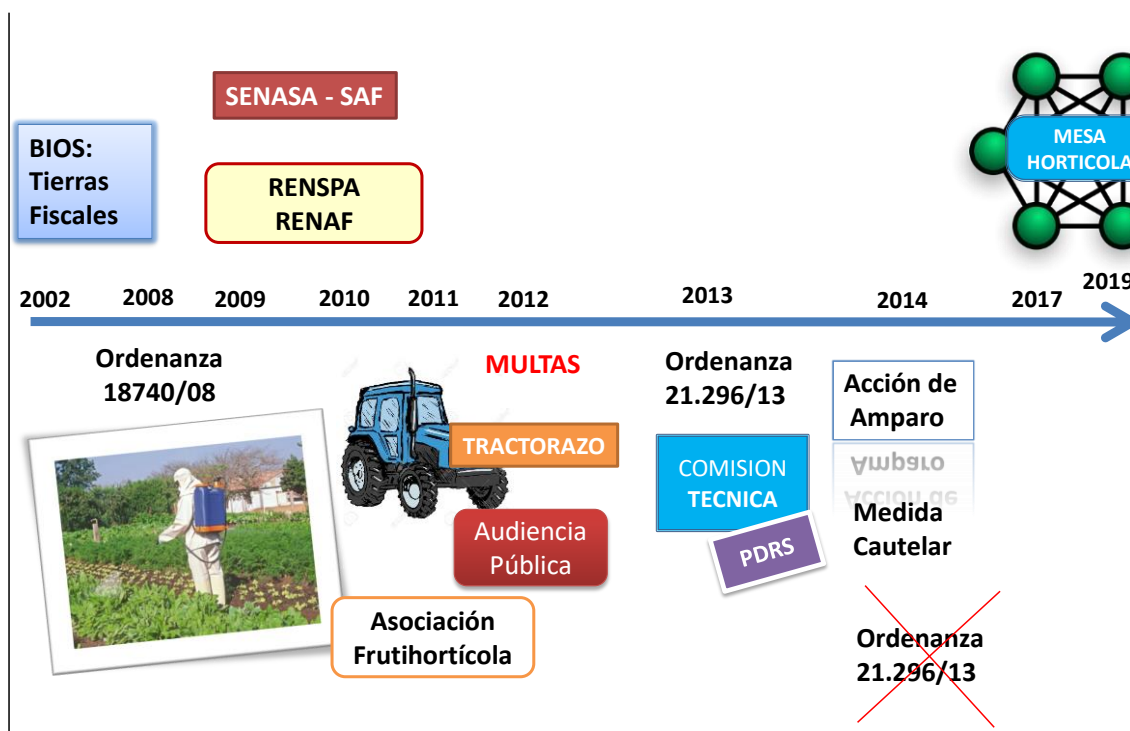 SENASA - SAF
BIOS:
Tierras
Fiscales
RENSPA
RENAF
MESA
HORTICOLA
2002
2008
2009
2010
2011
2012
2013
2014
2017
2019
Ordenanza
18740/08
MULTAS
TRACTORAZO
Audiencia
Pública
Asociación
Frutihortícola
Ordenanza
21.296/13
COMISION
TECNICA
PDRS
Acción de
Amparo
Medida
Cautelar
Ordenanza
21.296/13